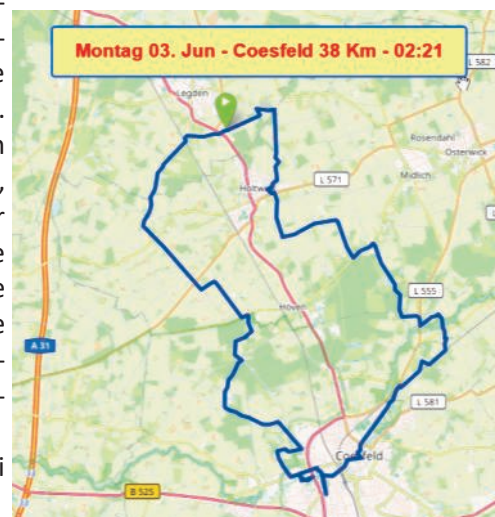 Montag 03. Jun - Coesfeld 38 Km - 02:21
L 582
Legden
Rosendahl
Osterwick
Holtw
L 571
Midlich
Höven
L 555
A 31
L 581
Coesfeld
B 525